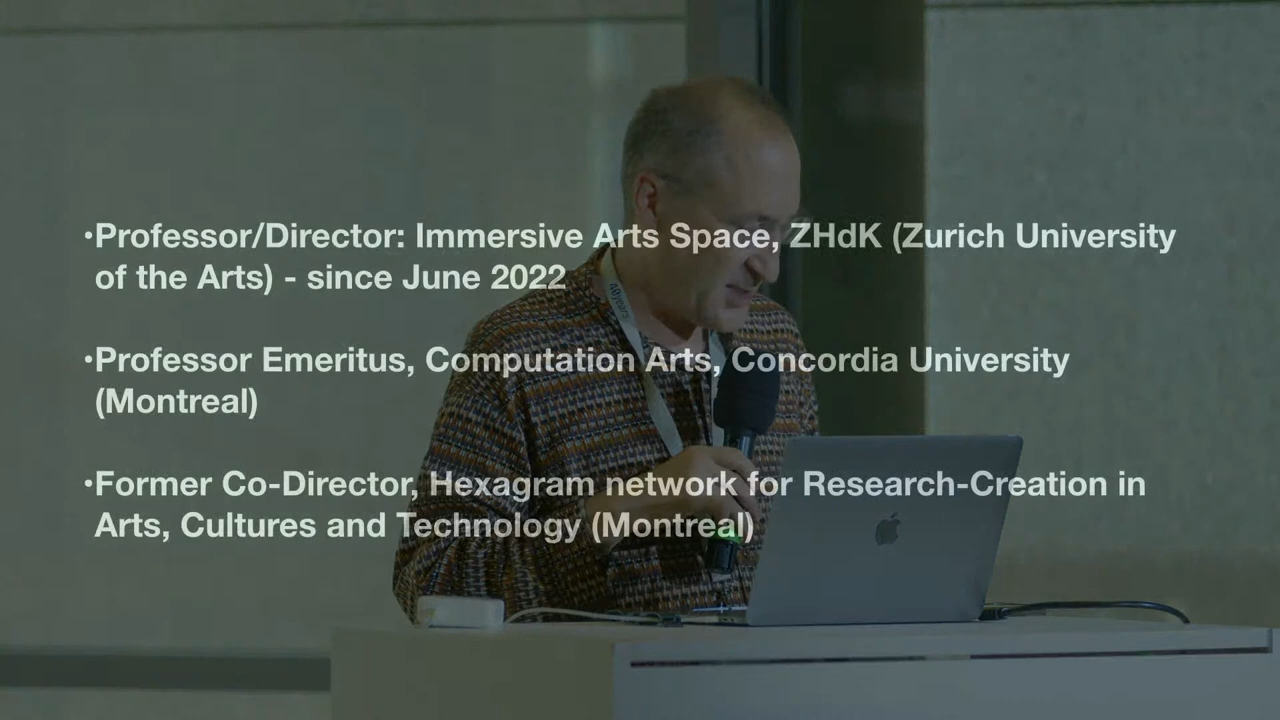 •Professor/Director: Immersive Arts Space, ZHdK (Zurich University
of the Arts) - since June 2022
•Professor Emeritus, Computation Arts, Concordia University
(Montreal)
•Former Co-Director, Hexagram network for Research-Creation in
Arts, Cultures and Technology (Montreal)
40years